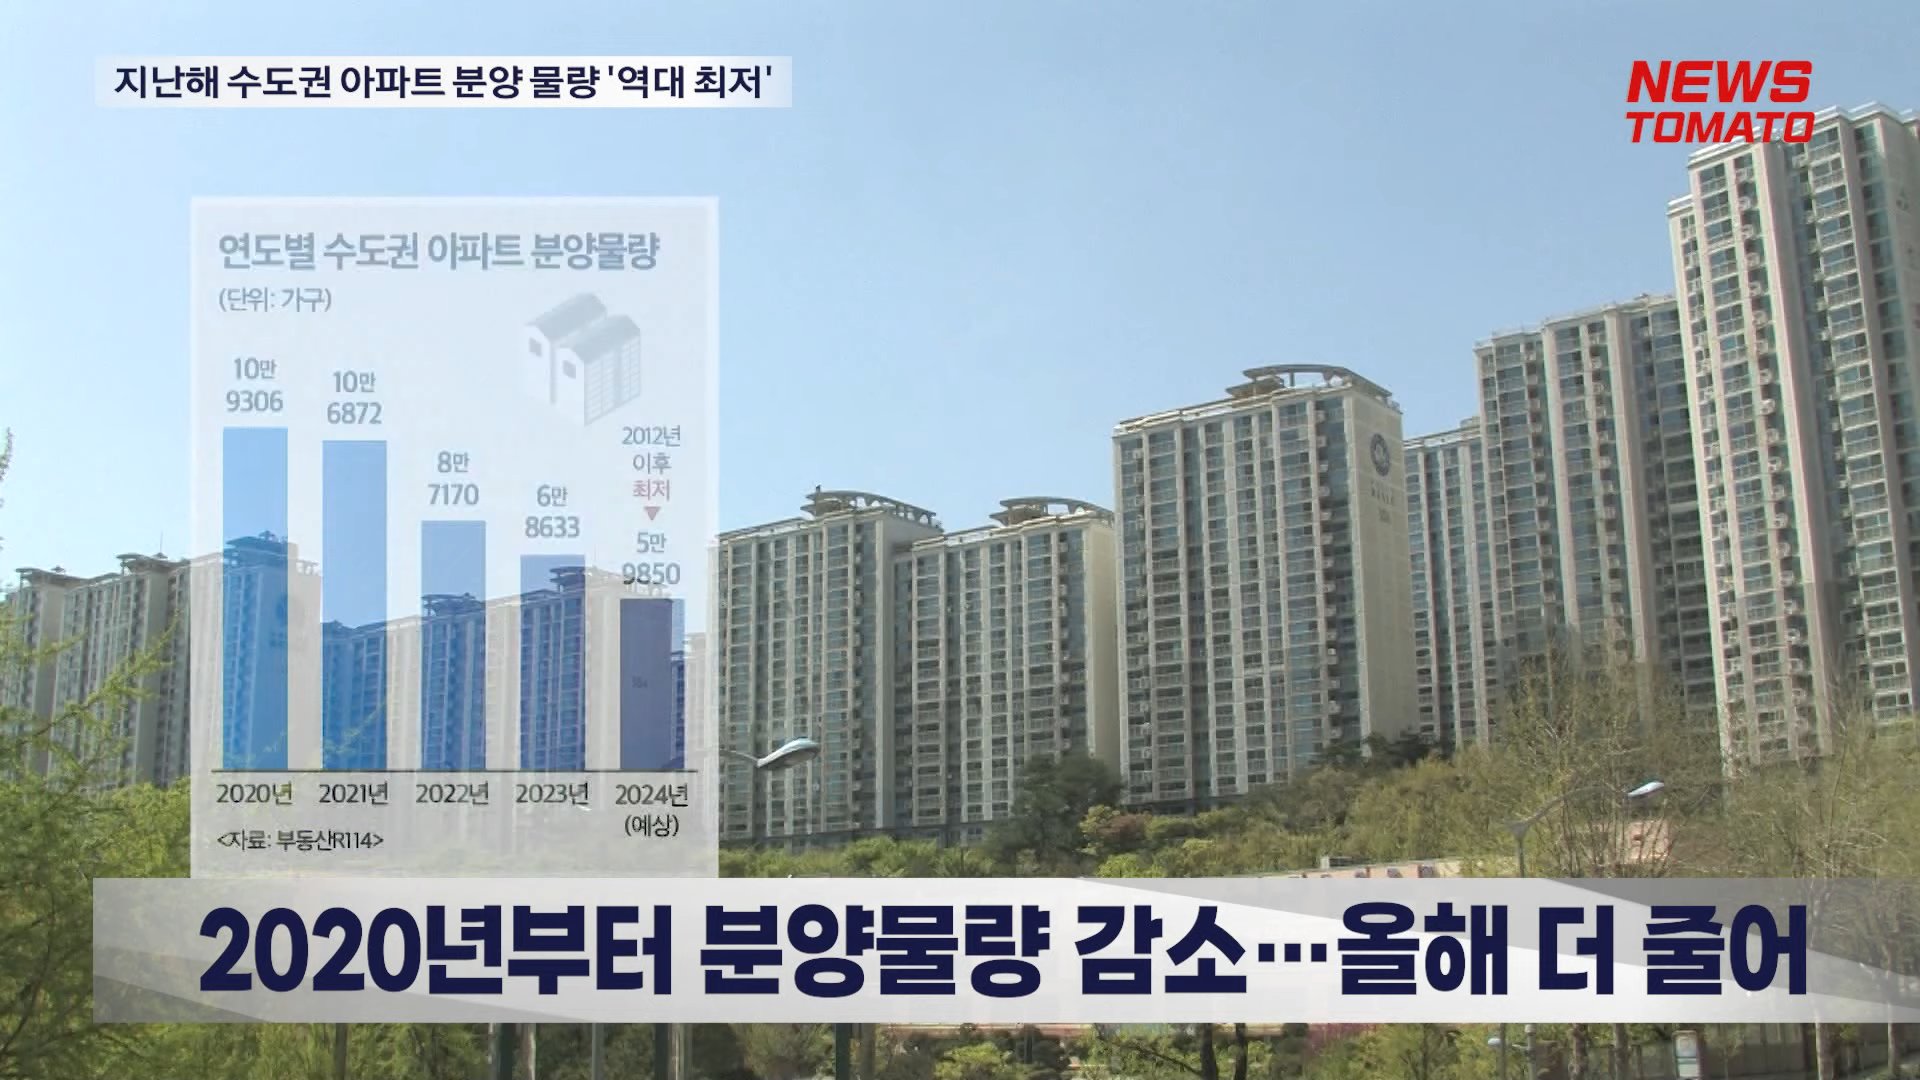 지난해 수도권 아파트 분양 물량 '역대 최저'
NEWS
TOMATO
연도별 수도권 아파트 분양물량
(단위: 가구)
10만
9306
10만
6872
8만
7170
6만
8633
2012년
이후
최저
▼
5만
9850
2020년 2021년 2022년 2023년 2024년
(예상)
<자료: 부동산R114>
2020년부터 분양물량 감소…올해 더 줄어